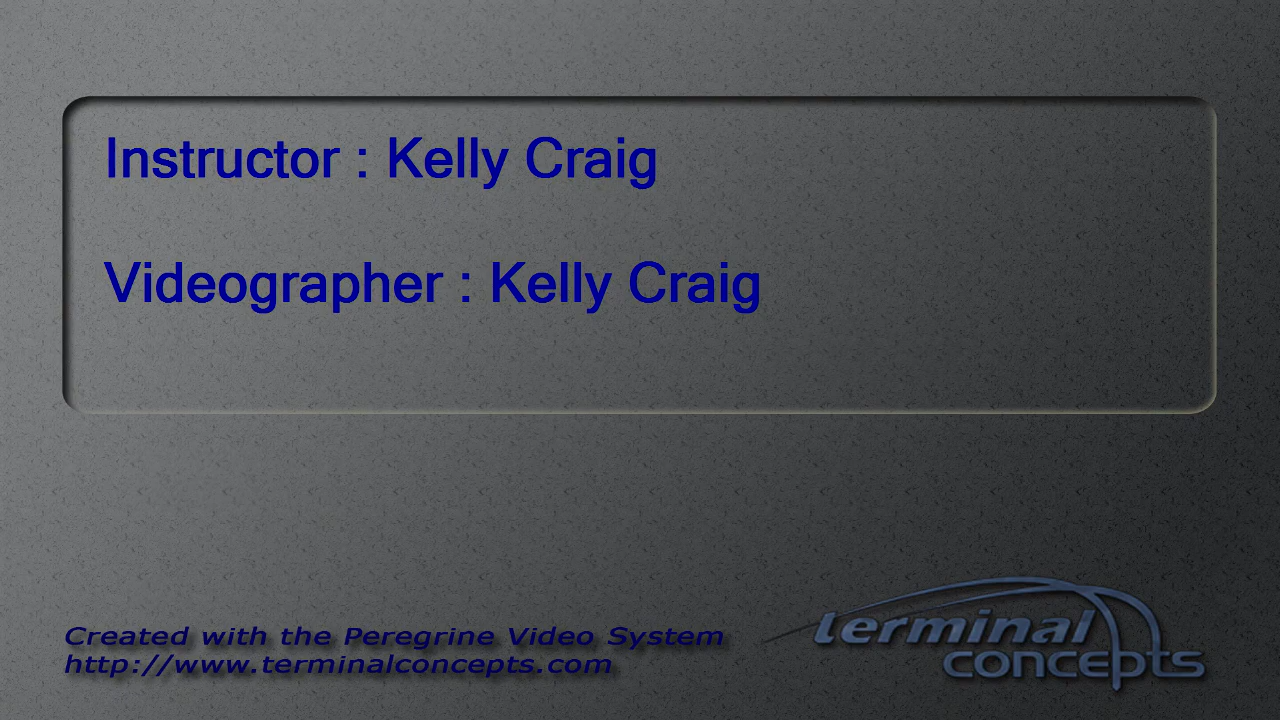 Instructor : Kelly Craig
Videographer : Kelly Craig
Created with the Peregrine Video System
http://www.terminalconcepts.com
terminal
concepts